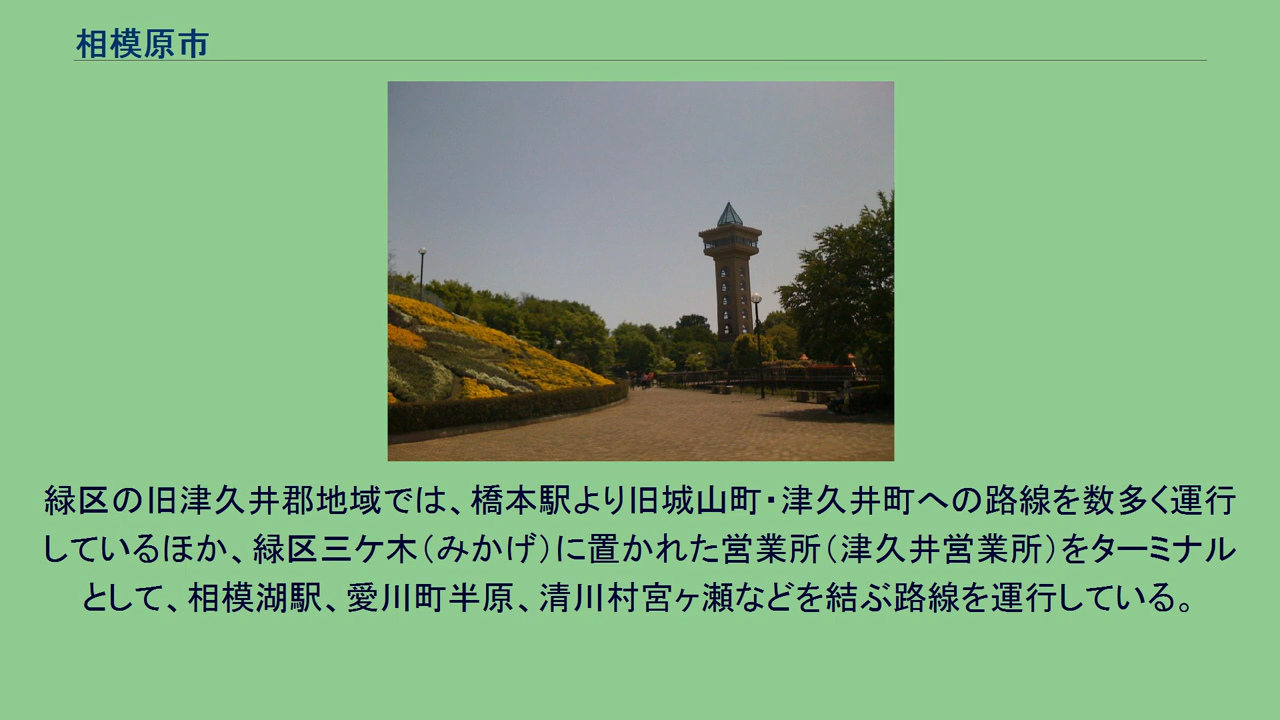 相模原市
緑区の旧津久井郡地域では、橋本駅より旧城山町・津久井町への路線を数多く運行
しているほか、緑区三ケ木（みかげ）に置かれた営業所（津久井営業所）をターミナル
として、相模湖駅、愛川町半原、清川村宮ヶ瀬などを結ぶ路線を運行している。